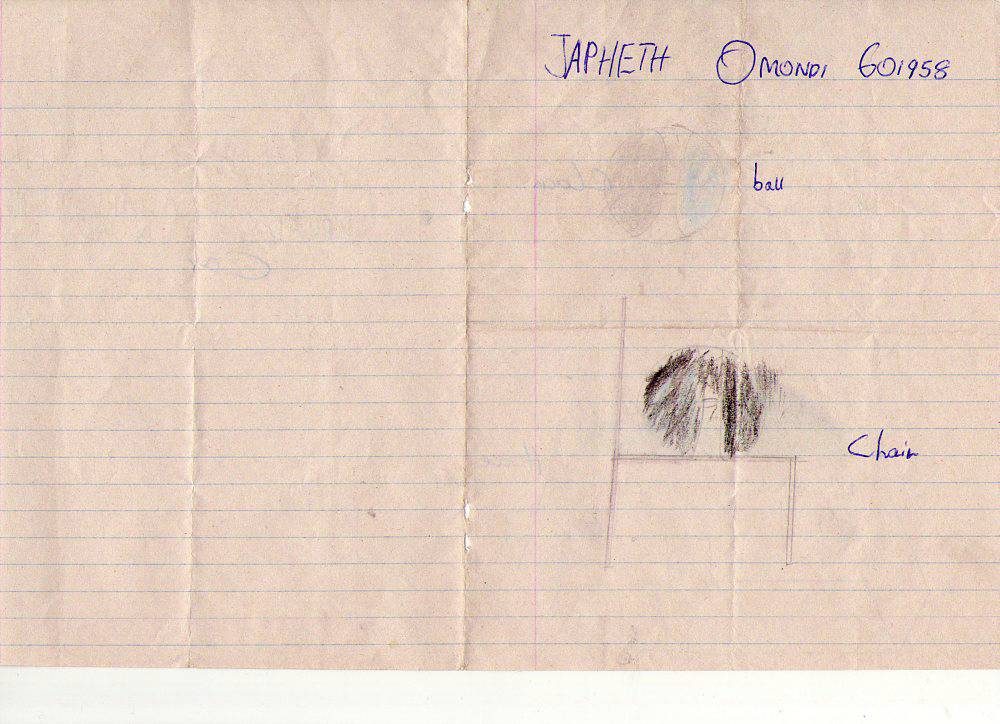 JAPHETH OMONDI 601958
ball
Chair